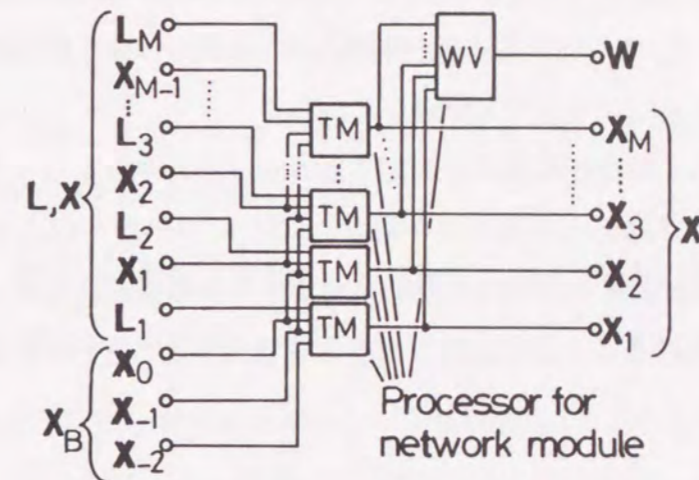 L_M
X_{M-1}
L_3
X_2
L_2
X_1
L_1
L, X
X_0
X_{-1}
X_{-2}
X_B
TM
TM
TM
TM
WV
W
X_M
X_3
X_2
X_1
X
Processor for
network module